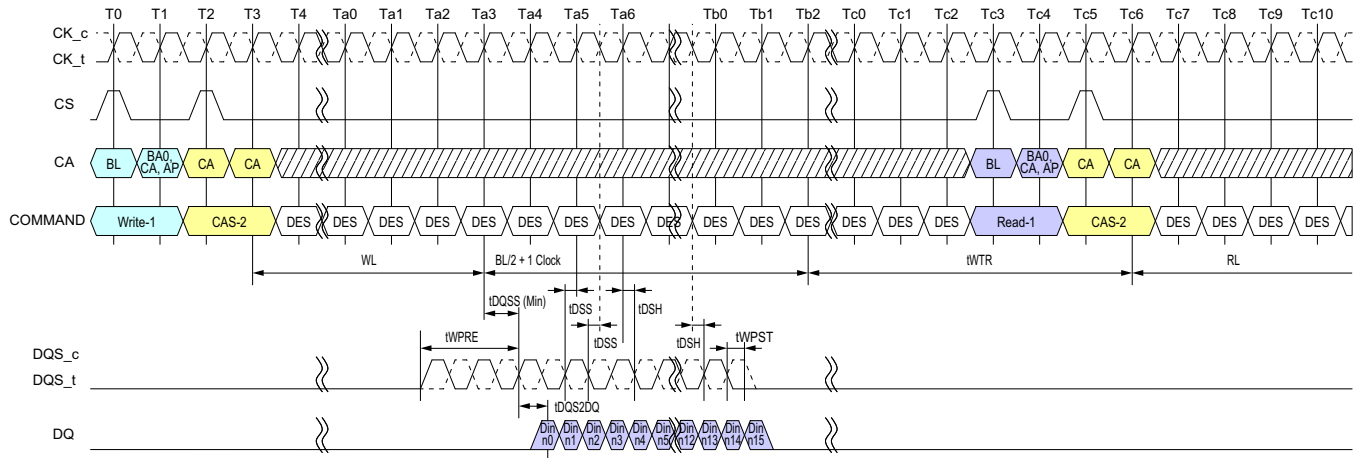 T0 T1 T2 T3 T4 Ta0 Ta1 Ta2 Ta3 Ta4 Ta5 Ta6 Tb0 Tb1 Tb2 Tc0 Tc1 Tc2 Tc3 Tc4 Tc5 Tc6 Tc7 Tc8 Tc9 Tc10
CK_c
CK_t
CS
CA BL BA0, CA, AP CA CA BL BA0, CA, AP CA CA
COMMAND Write-1 CAS-2 DES DES DES DES DES DES DES DES DES DES DES DES DES DES DES Read-1 CAS-2 DES DES DES DES
WL BL/2 + 1 Clock tWTR RL
tDQSS (Min)
tDSS tDSH
tWPRE tDSS tDSH tWPST
DQS_c
DQS_t
tDQS2DQ
DQ Din n0 Din n1 Din n2 Din n3 Din n4 Din n5 Din n12 Din n13 Din n14 Din n15